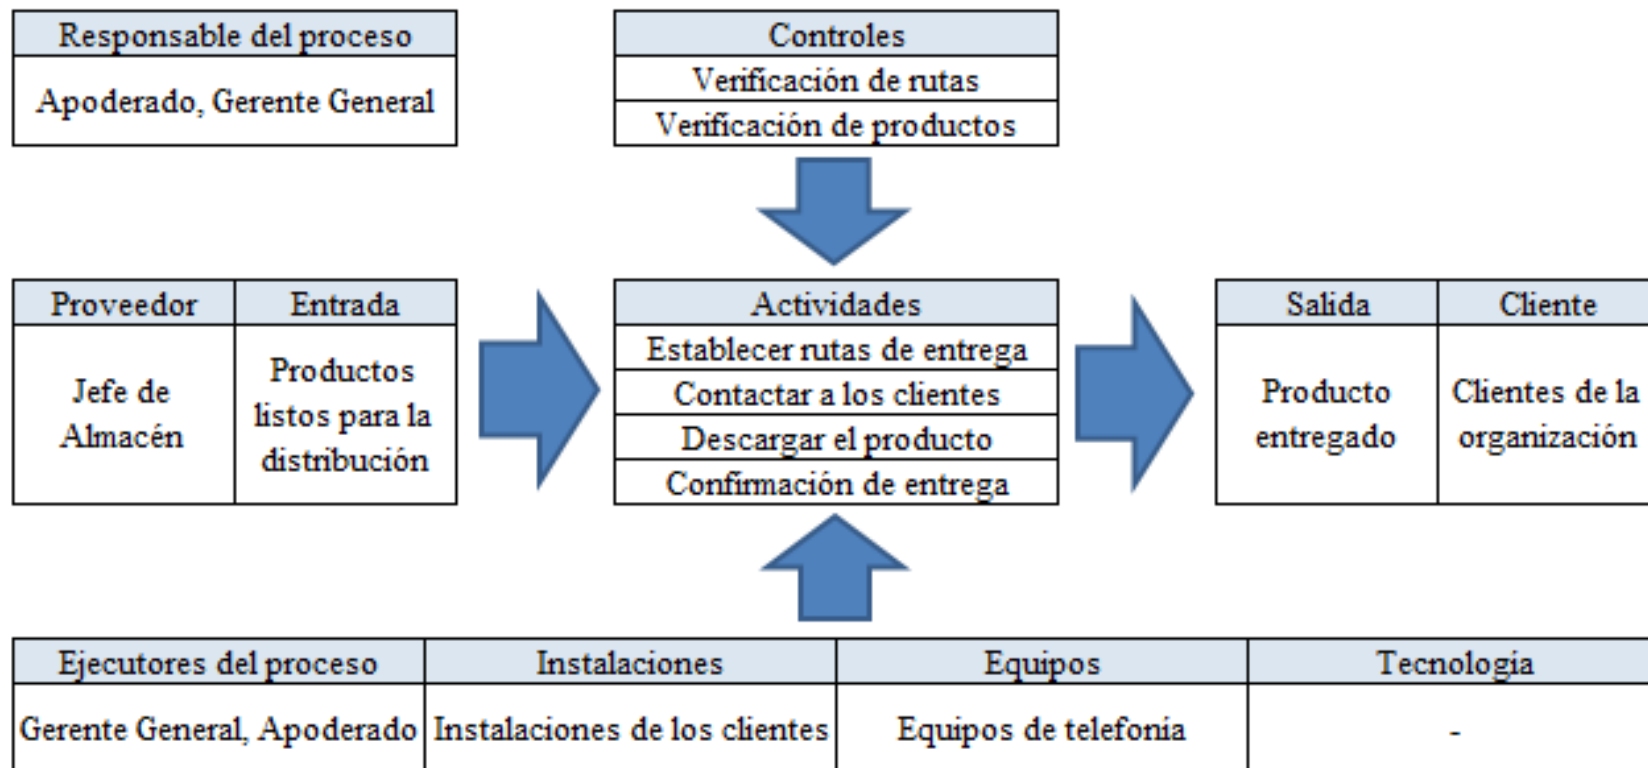 Responsable del proceso
Apoderado, Gerente General
Controles
Verificación de rutas
Verificación de productos
Proveedor
Entrada
Jefe de
Almacén
Productos
listos para la
distribución
Actividades
Establecer rutas de entrega
Contactar a los clientes
Descargar el producto
Confirmación de entrega
Salida
Cliente
Producto
entregado
Clientes de la
organización
Ejecutores del proceso
Instalaciones
Equipos
Tecnología
Gerente General, Apoderado
Instalaciones de los clientes
Equipos de telefonía
-